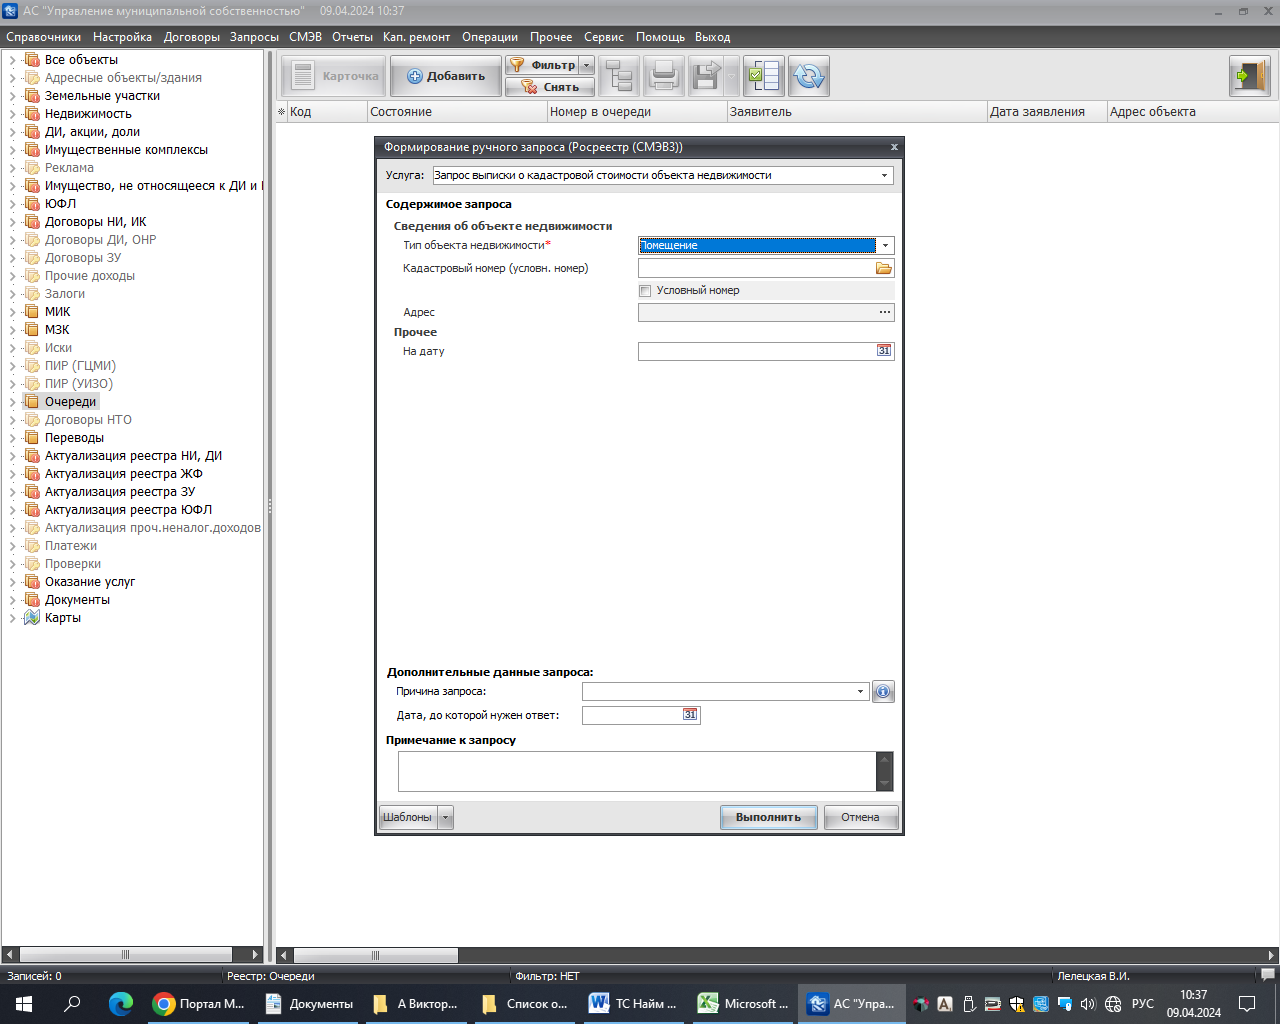 АС "Управление муниципальной собственностью" 09.04.2024 10:37
Справочники Настройка Договоры Запросы СМЭВ Отчеты Кап. ремонт Операции Прочее Сервис Помощь Выход
Все объекты
Адресные объекты/здания
Земельные участки
Недвижимость
ДИ, акции, доли
Имущественные комплексы
Реклама
Имущество, не относящееся к ДИ и
ЮФЛ
Договоры НИ, ИК
Договоры ДИ, ОНР
Договоры ЗУ
Прочие доходы
Залоги
МИК
МЗК
Иски
ПИР (ГЦМИ)
ПИР (УИЗО)
Очереди
Договоры НТО
Переводы
Актуализация реестра НИ, ДИ
Актуализация реестра ЖФ
Актуализация реестра ЗУ
Актуализация реестра ЮФЛ
Актуализация проч.неналог.доходов
Платежи
Проверки
Оказание услуг
Документы
Карты
Карточка
Добавить
Фильтр
Снять
Код Состояние Номер в очереди Заявитель Дата заявления Адрес объекта
Формирование ручного запроса (Росреестр (СМЭВ3)) x
Услуга: Запрос выписки о кадастровой стоимости объекта недвижимости
Содержимое запроса
Сведения об объекте недвижимости
Тип объекта недвижимости* Помещение
Кадастровый номер (условн. номер)
Условный номер
Адрес ...
Прочее
На дату 31
Дополнительные данные запроса:
Причина запроса:
Дата, до которой нужен ответ: 31
Примечание к запросу
Шаблоны Выполнить Отмена
Записей: 0 Реестр: Очереди Фильтр: НЕТ Лелецкая В.И.
Портал М... Документы А Виктор... Список о... ТС Найм ... Microsoft ... АС "Упра... РУС 10:37
09.04.2024